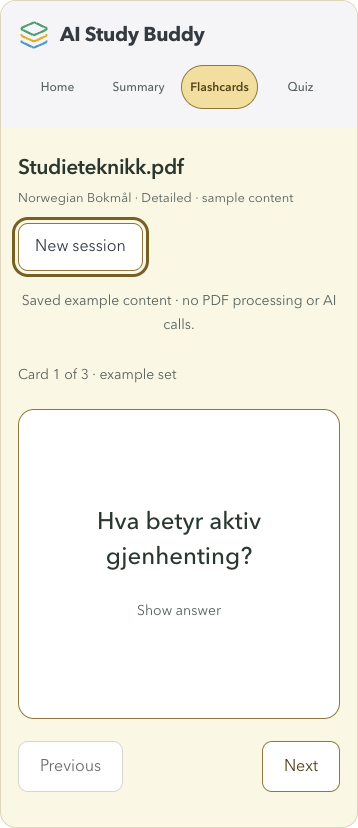 AI Study Buddy
Home
Summary
Flashcards
Quiz
Studieteknikk.pdf
Norwegian Bokmål · Detailed · sample content
New session
Saved example content · no PDF processing or AI
calls.
Card 1 of 3 · example set
Hva betyr aktiv
gjenhenting?
Show answer
Previous
Next